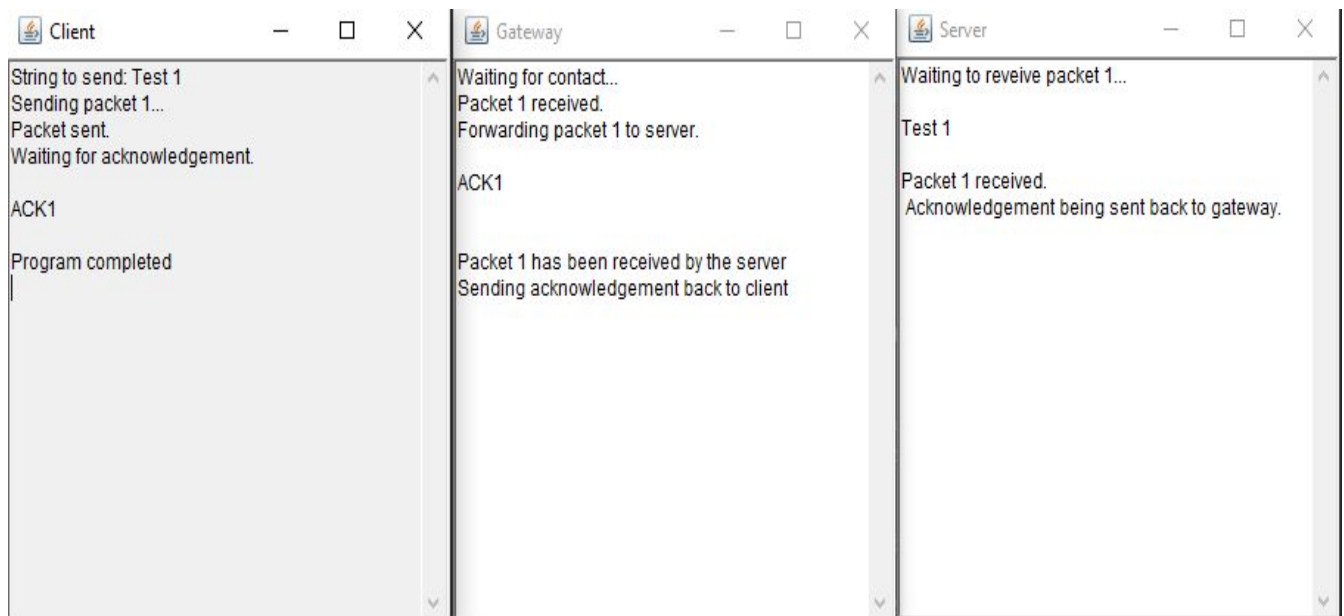 Client
String to send: Test 1
Sending packet 1...
Packet sent.
Waiting for acknowledgement.
ACK1
Program completed
Gateway
Waiting for contact...
Packet 1 received.
Forwarding packet 1 to server.
ACK1
Packet 1 has been received by the server
Sending acknowledgement back to client
Server
Waiting to reveive packet 1...
Test 1
Packet 1 received.
Acknowledgement being sent back to gateway.